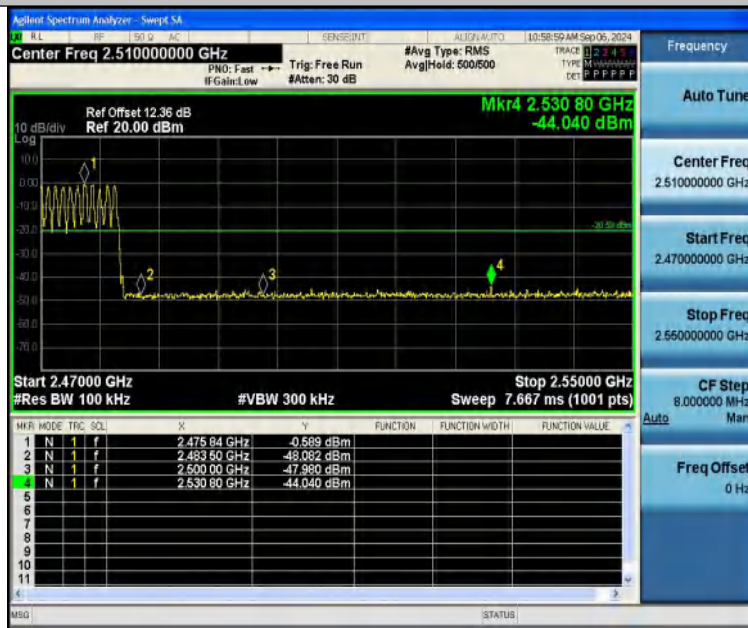 Agilent Spectrum Analyzer - Swept SA
RL RF 50 Ω AC SENSE:INT ALIGN AUTO 10:58:59 AM Sep 06, 2024
Center Freq 2.510000000 GHz
PNO: Fast
IFGain:Low
Trig: Free Run
#Atten: 30 dB
#Avg Type: RMS
Avg|Hold: 500/500
TRACE 1 2 3 4 5
TYPE M
DET P P P P P P
Mkr4 2.530 80 GHz
-44.040 dBm
Ref Offset 12.36 dB
10 dB/div Ref 20.00 dBm
Log
10.0
0.00
-20.0
-30.0
-40.0
-50.0
-70.0
1
2
3
4
Start 2.47000 GHz Stop 2.55000 GHz
#Res BW 100 kHz #VBW 300 kHz Sweep 7.667 ms (1001 pts)
MKR MODE TRC SCL X Y FUNCTION FUNCTION WIDTH FUNCTION VALUE
1 N 1 f 2.475 84 GHz -0.589 dBm
2 N 1 f 2.483 50 GHz -48.082 dBm
3 N 1 f 2.500 00 GHz -47.980 dBm
4 N 1 f 2.530 80 GHz -44.040 dBm
5
6
7
8
9
10
11
MSG STATUS
Frequency
Auto Tune
Center Freq
2.510000000 GHz
Start Freq
2.470000000 GHz
Stop Freq
2.550000000 GHz
CF Step
8.000000 MHz
Auto Man
Freq Offset
0 Hz